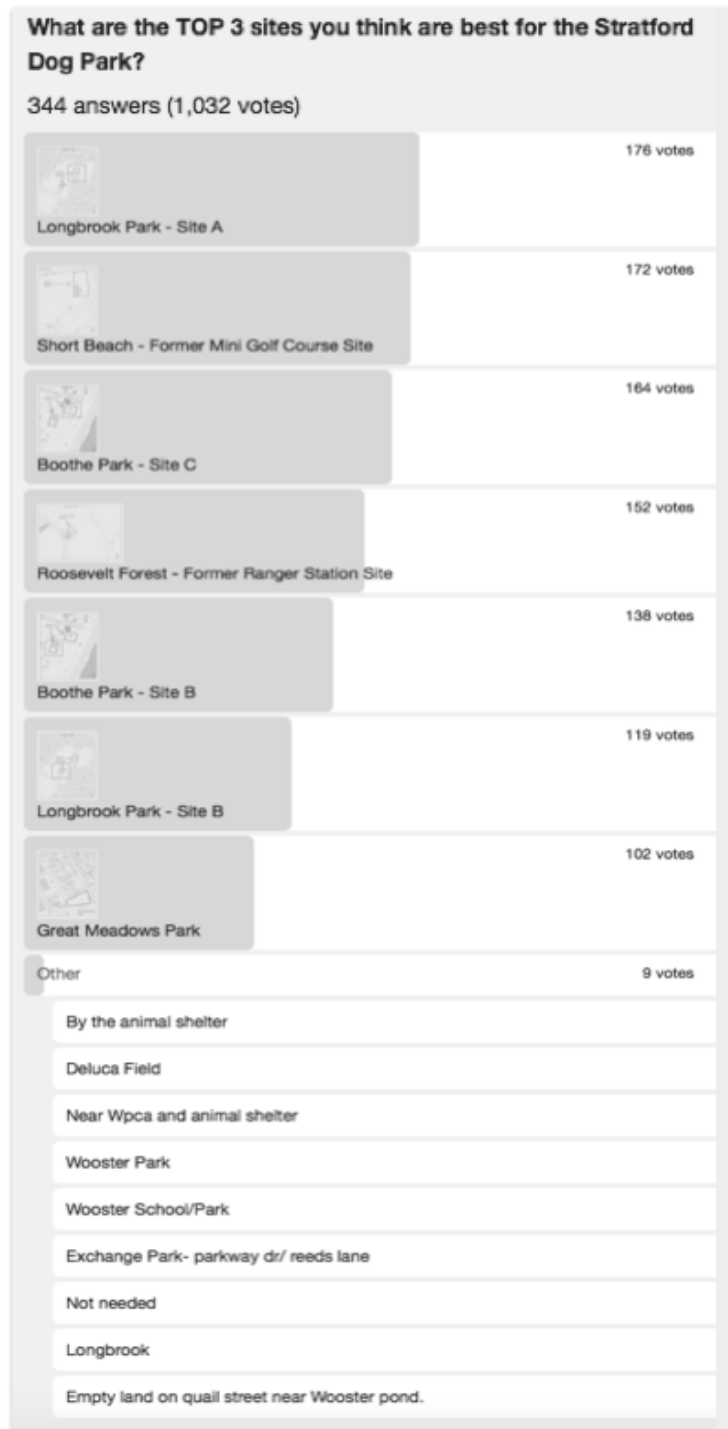 What are the TOP 3 sites you think are best for the Stratford
Dog Park?
344 answers (1,032 votes)
176 votes
Longbrook Park - Site A
172 votes
Short Beach - Former Mini Golf Course Site
164 votes
Boothe Park - Site C
152 votes
Roosevelt Forest - Former Ranger Station Site
138 votes
Boothe Park - Site B
119 votes
Longbrook Park - Site B
102 votes
Great Meadows Park
Other 9 votes
By the animal shelter
Deluca Field
Near Wpca and animal shelter
Wooster Park
Wooster School/Park
Exchange Park- parkway dr/ reeds lane
Not needed
Longbrook
Empty land on quail street near Wooster pond.